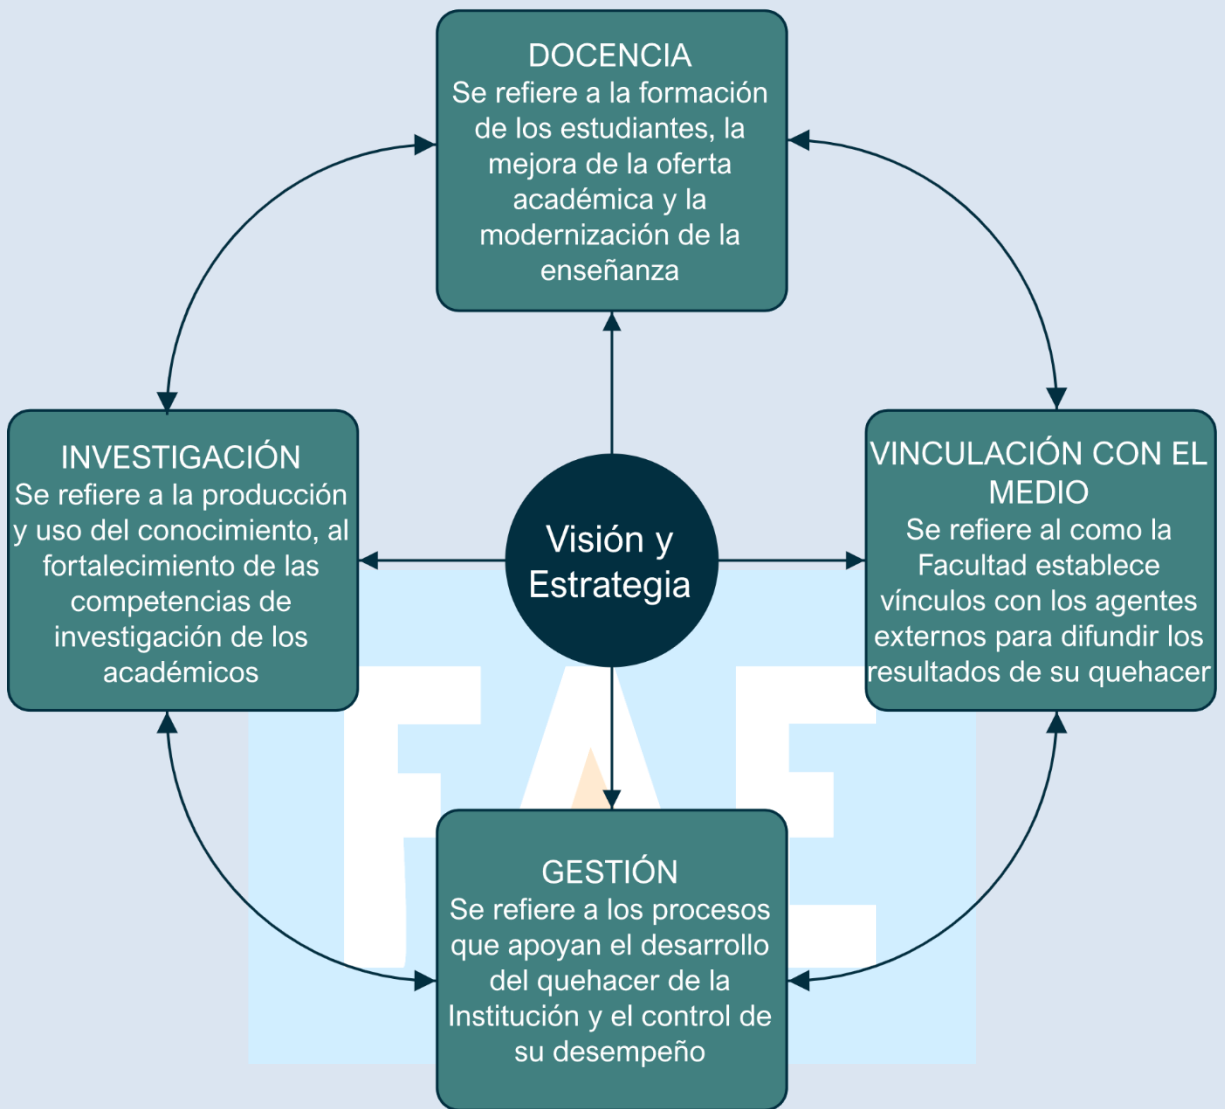 DOCENCIA
Se refiere a la formación
de los estudiantes, la
mejora de la oferta
académica y la
modernización de la
enseñanza
INVESTIGACIÓN
Se refiere a la producción
y uso del conocimiento, al
fortalecimiento de las
competencias de
investigación de los
académicos
Visión y
Estrategia
VINCULACIÓN CON EL
MEDIO
Se refiere al como la
Facultad establece
vínculos con los agentes
externos para difundir los
resultados de su quehacer
FAE
GESTIÓN
Se refiere a los procesos
que apoyan el desarrollo
del quehacer de la
Institución y el control de
su desempeño